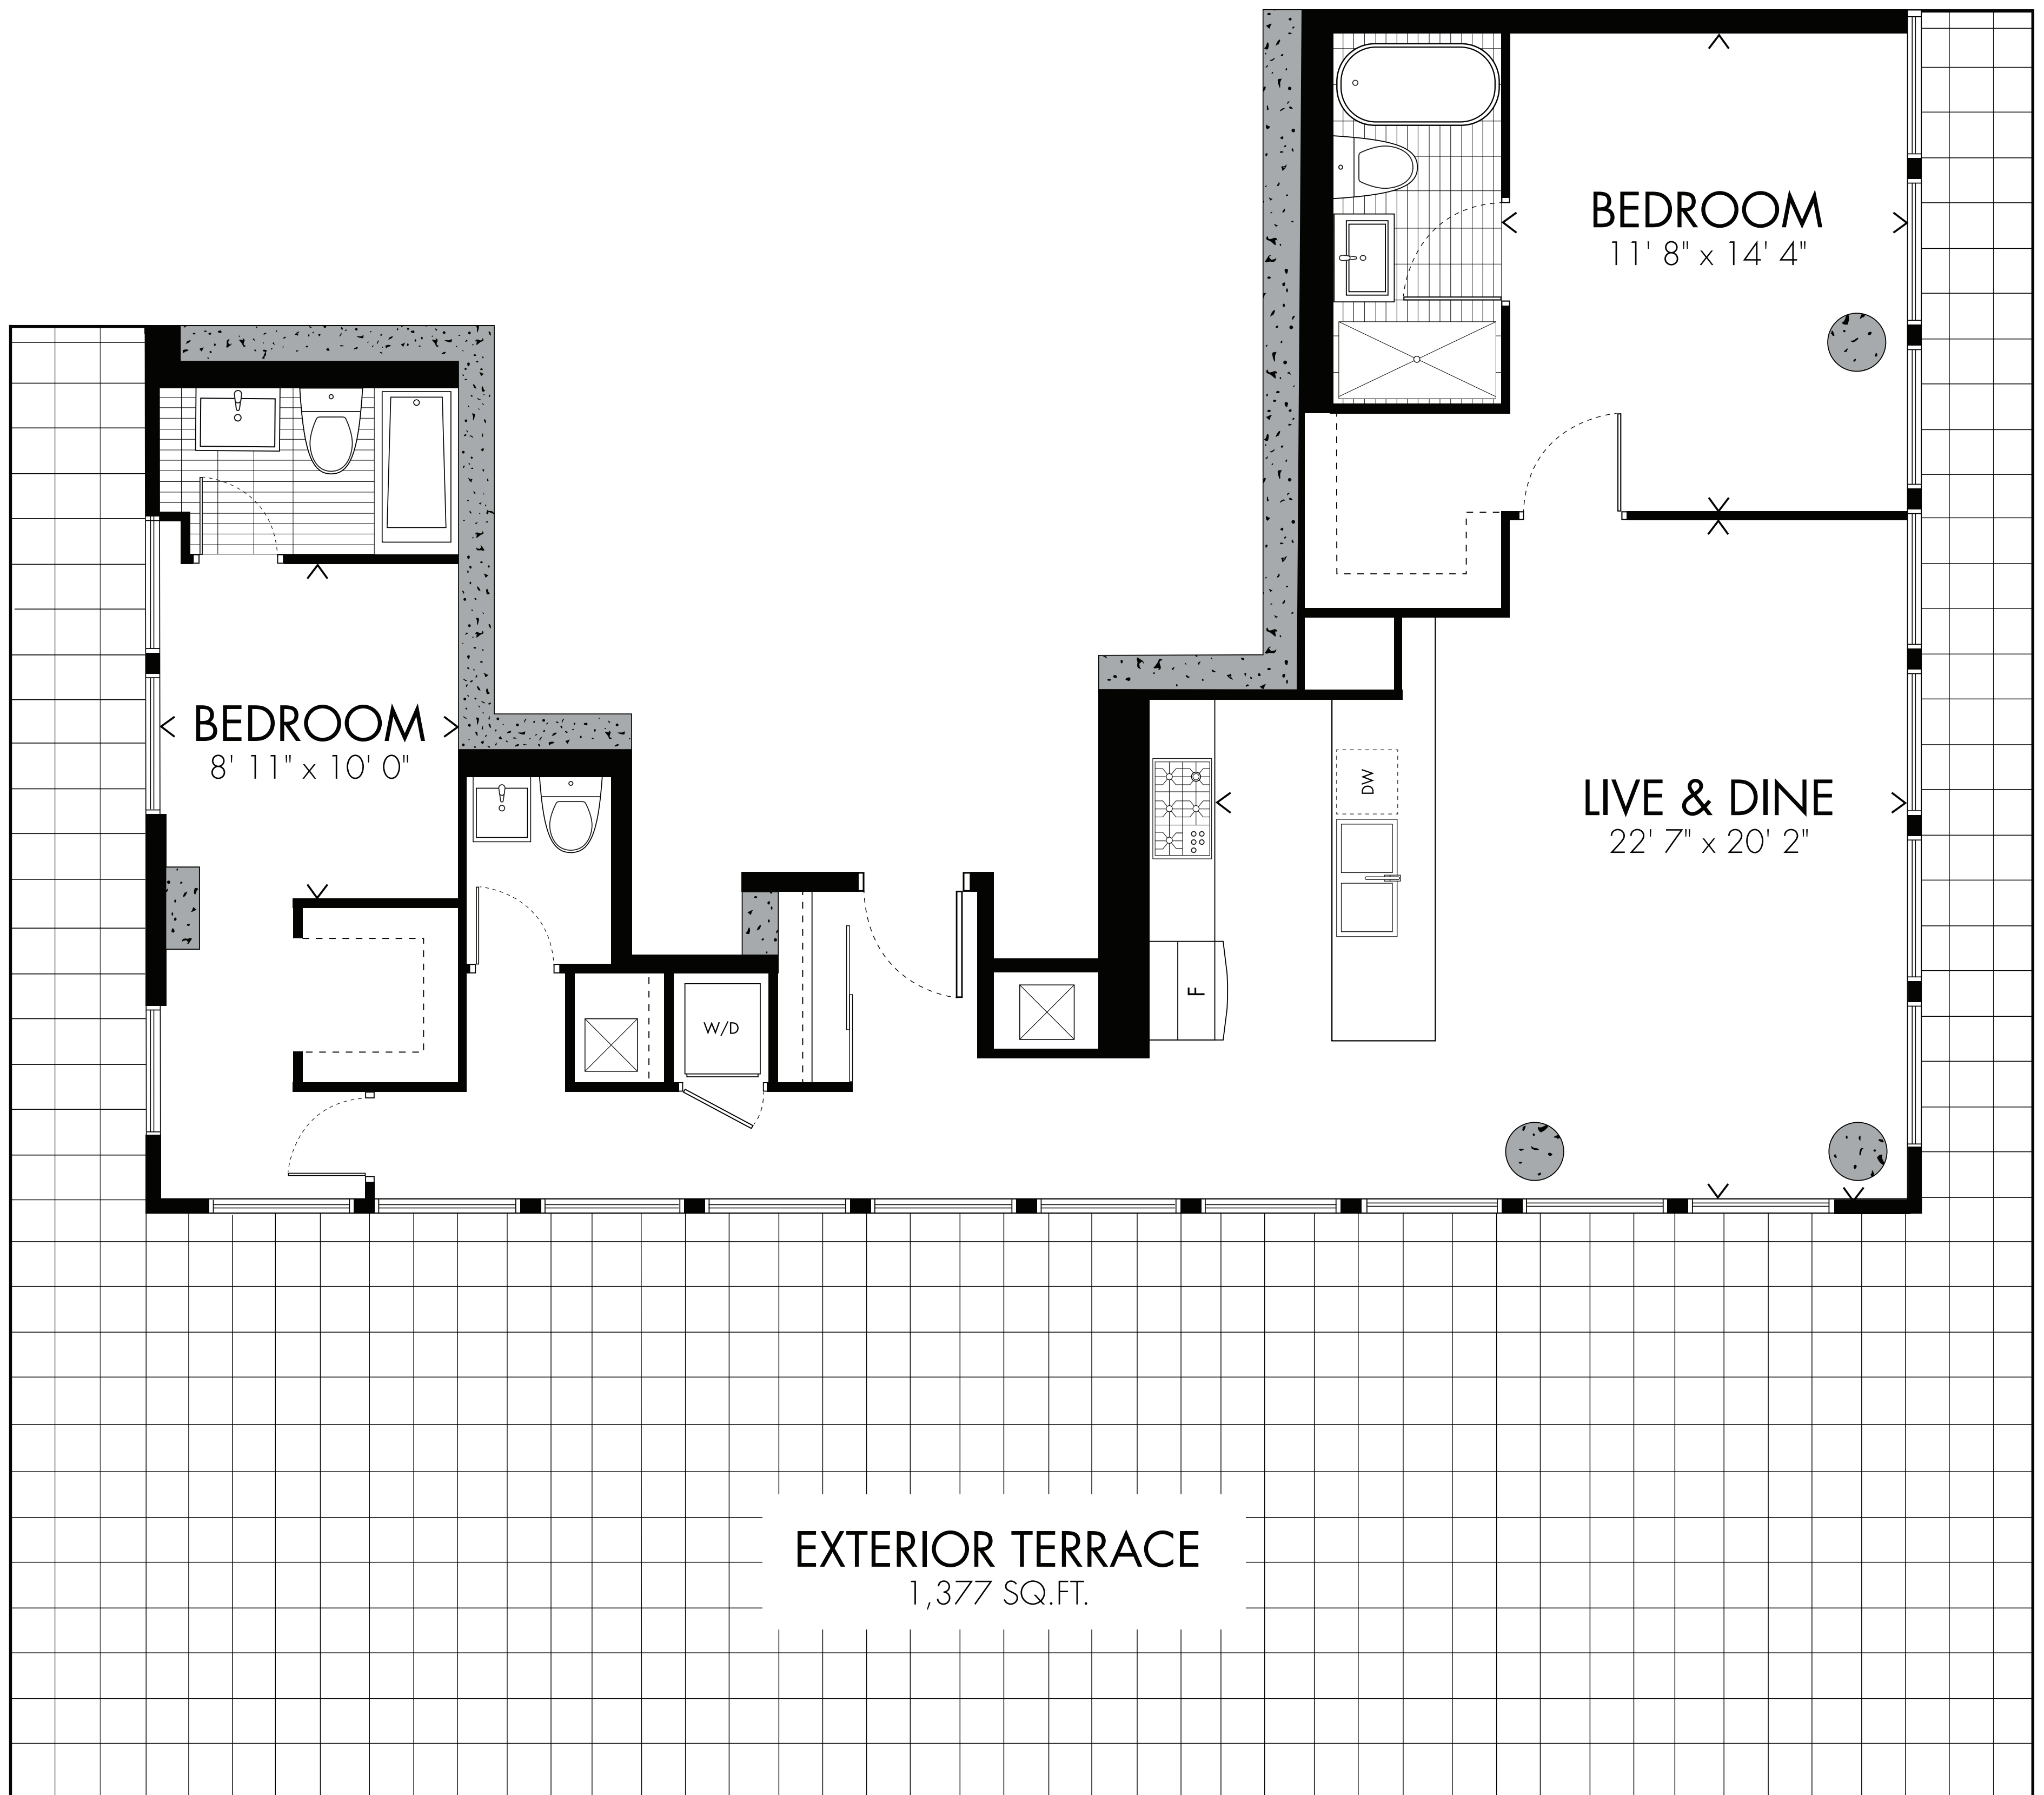 BEDROOM
11' 8" x 14' 4"
BEDROOM
8' 11" x 10' 0"
DW
LIVE & DINE
22' 7" x 20' 2"
F
W/D
EXTERIOR TERRACE
1,377 SQ.FT.